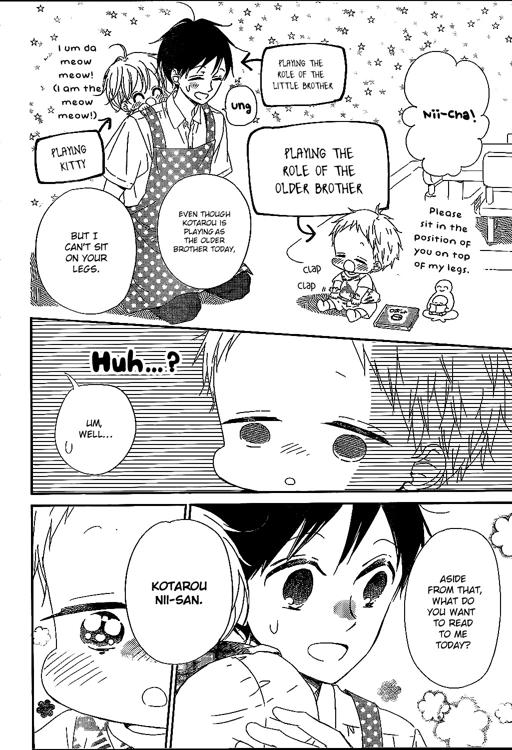 I um da
meow
meow!
(I am the
meow
meow!)
PLAYING
KITTY
PLAYING THE
ROLE OF THE
LITTLE BROTHER
ung
PLAYING THE
ROLE OF THE
OLDER BROTHER
Nii-Cha!
Please
sit in the
position of
you on top
of my legs.
EVEN THOUGH
KOTAROU IS
PLAYING AS
THE OLDER
BROTHER TODAY,
BUT I
CAN'T SIT
ON YOUR
LEGS.
clap
clap
Huh...?
UM,
WELL...
ASIDE
FROM THAT,
WHAT DO
YOU WANT
TO READ
TO ME
TODAY?
KOTAROU
NII-SAN.